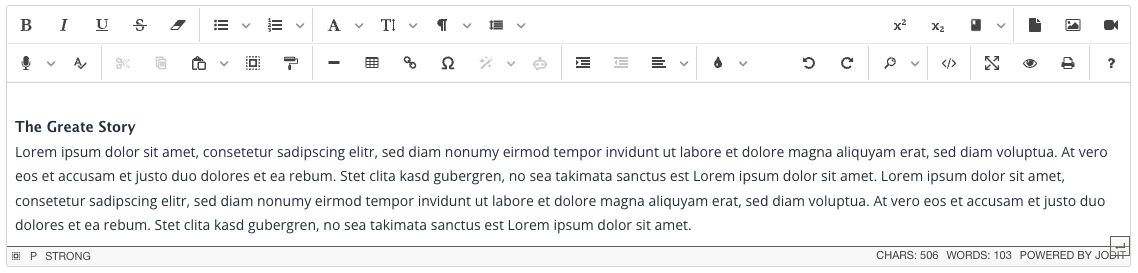 B I U S
A T
x² x₂
Ω </> ?
The Greate Story
Lorem ipsum dolor sit amet, consetetur sadipscing elitr, sed diam nonumy eirmod tempor invidunt ut labore et dolore magna aliquyam erat, sed diam voluptua. At vero
eos et accusam et justo duo dolores et ea rebum. Stet clita kasd gubergren, no sea takimata sanctus est Lorem ipsum dolor sit amet. Lorem ipsum dolor sit amet,
consetetur sadipscing elitr, sed diam nonumy eirmod tempor invidunt ut labore et dolore magna aliquyam erat, sed diam voluptua. At vero eos et accusam et justo duo
dolores et ea rebum. Stet clita kasd gubergren, no sea takimata sanctus est Lorem ipsum dolor sit amet.
P STRONG
CHARS: 506 WORDS: 103 POWERED BY JODIT